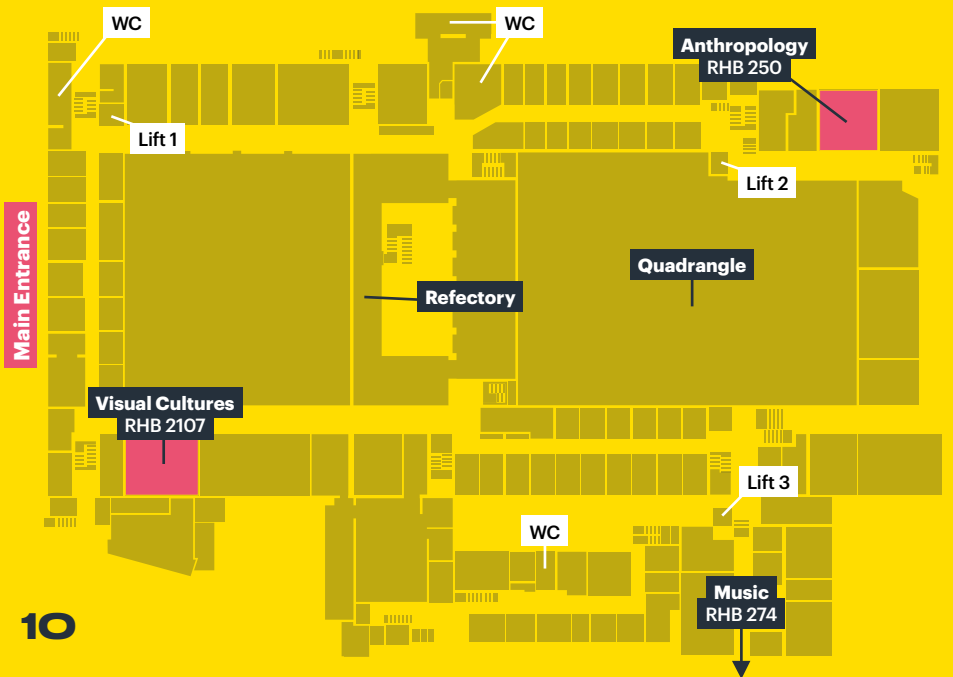 WC
WC
Anthropology
RHB 250
Lift 1
Lift 2
Main Entrance
Quadrangle
Refectory
Visual Cultures
RHB 2107
Lift 3
WC
Music
RHB 274
10